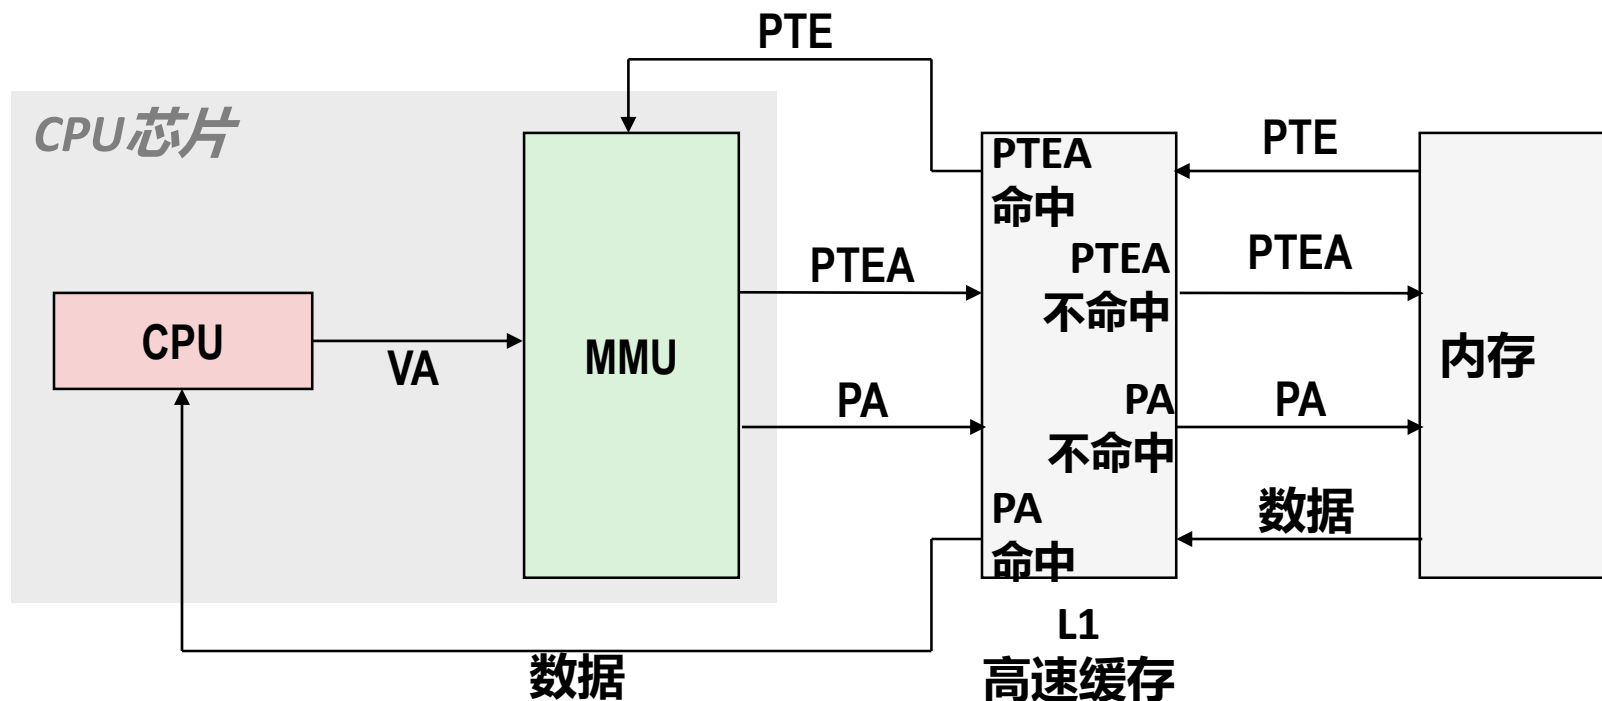 PTE
CPU芯片
PTEA
命中
PTE
PTEA
PTEA
不命中
PTEA
CPU
VA
MMU
内存
PA
PA
不命中
PA
PA
命中
数据
数据
L1
高速缓存